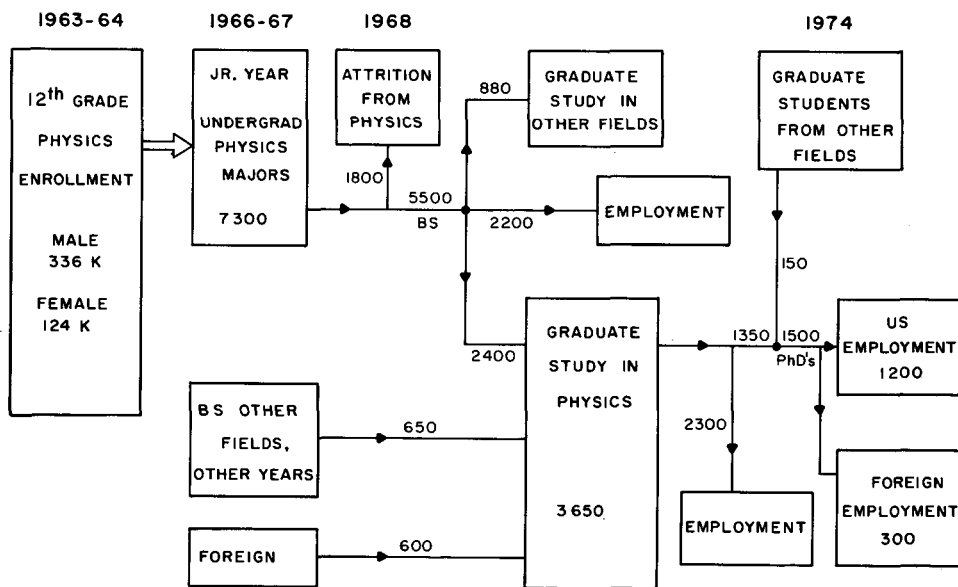 1963-64
1966-67
1968
1974
12th GRADE
PHYSICS
ENROLLMENT
MALE
336 K
FEMALE
124 K
JR. YEAR
UNDERGRAD
PHYSICS
MAJORS
7300
ATTRITION
FROM
PHYSICS
1800
5500
BS
880
GRADUATE
STUDY IN
OTHER FIELDS
2200
EMPLOYMENT
GRADUATE
STUDENTS
FROM OTHER
FIELDS
150
2400
GRADUATE
STUDY IN
PHYSICS
3650
BS OTHER
FIELDS,
OTHER YEARS
650
FOREIGN
600
1350
1500
PhD's
2300
EMPLOYMENT
US
EMPLOYMENT
1200
FOREIGN
EMPLOYMENT
300